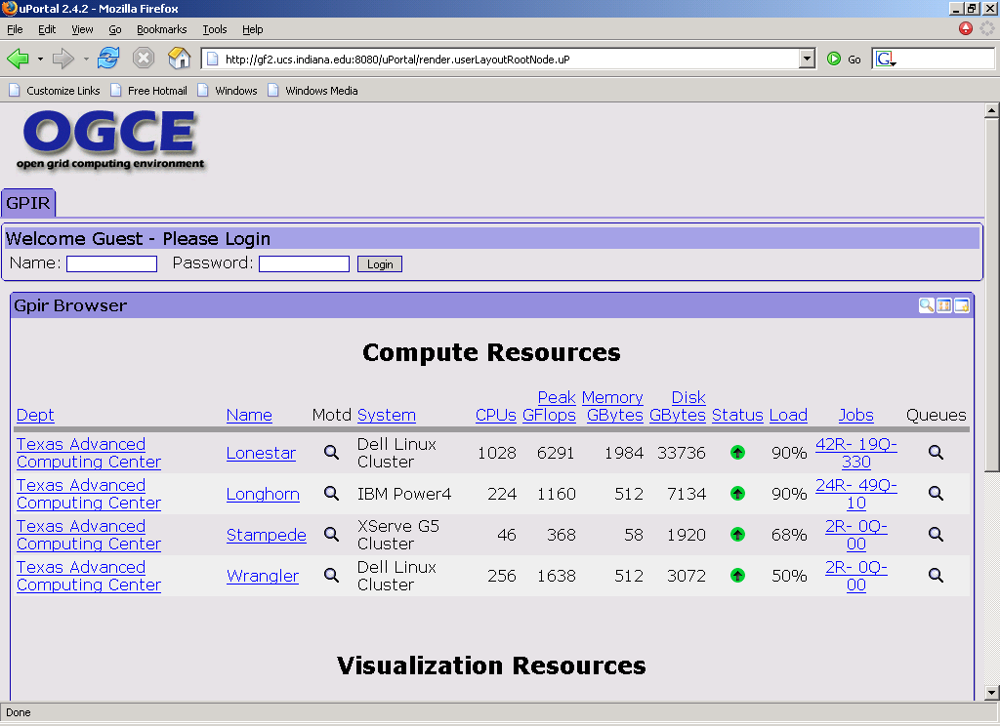 uPortal 2.4.2 - Mozilla Firefox
File Edit View Go Bookmarks Tools Help
http://gf2.ucs.indiana.edu:8080/uPortal/render.userLayoutRootNode.uP Go G
Customize Links Free Hotmail Windows Windows Media
OGCE
open grid computing environment
GPIR
Welcome Guest - Please Login
Name: Password: Login
Gpir Browser
Compute Resources
Peak Memory Disk
Dept Name Motd System CPUs GFlops GBytes GBytes Status Load Jobs Queues
Texas Advanced Dell Linux 42R- 19Q-
Computing Center Lonestar Cluster 1028 6291 1984 33736 90% 330
Texas Advanced 24R- 49Q-
Computing Center Longhorn IBM Power4 224 1160 512 7134 90% 10
Texas Advanced XServe G5 2R- 0Q-
Computing Center Stampede Cluster 46 368 58 1920 68% 00
Texas Advanced Dell Linux 2R- 0Q-
Computing Center Wrangler Cluster 256 1638 512 3072 50% 00
Visualization Resources
Done